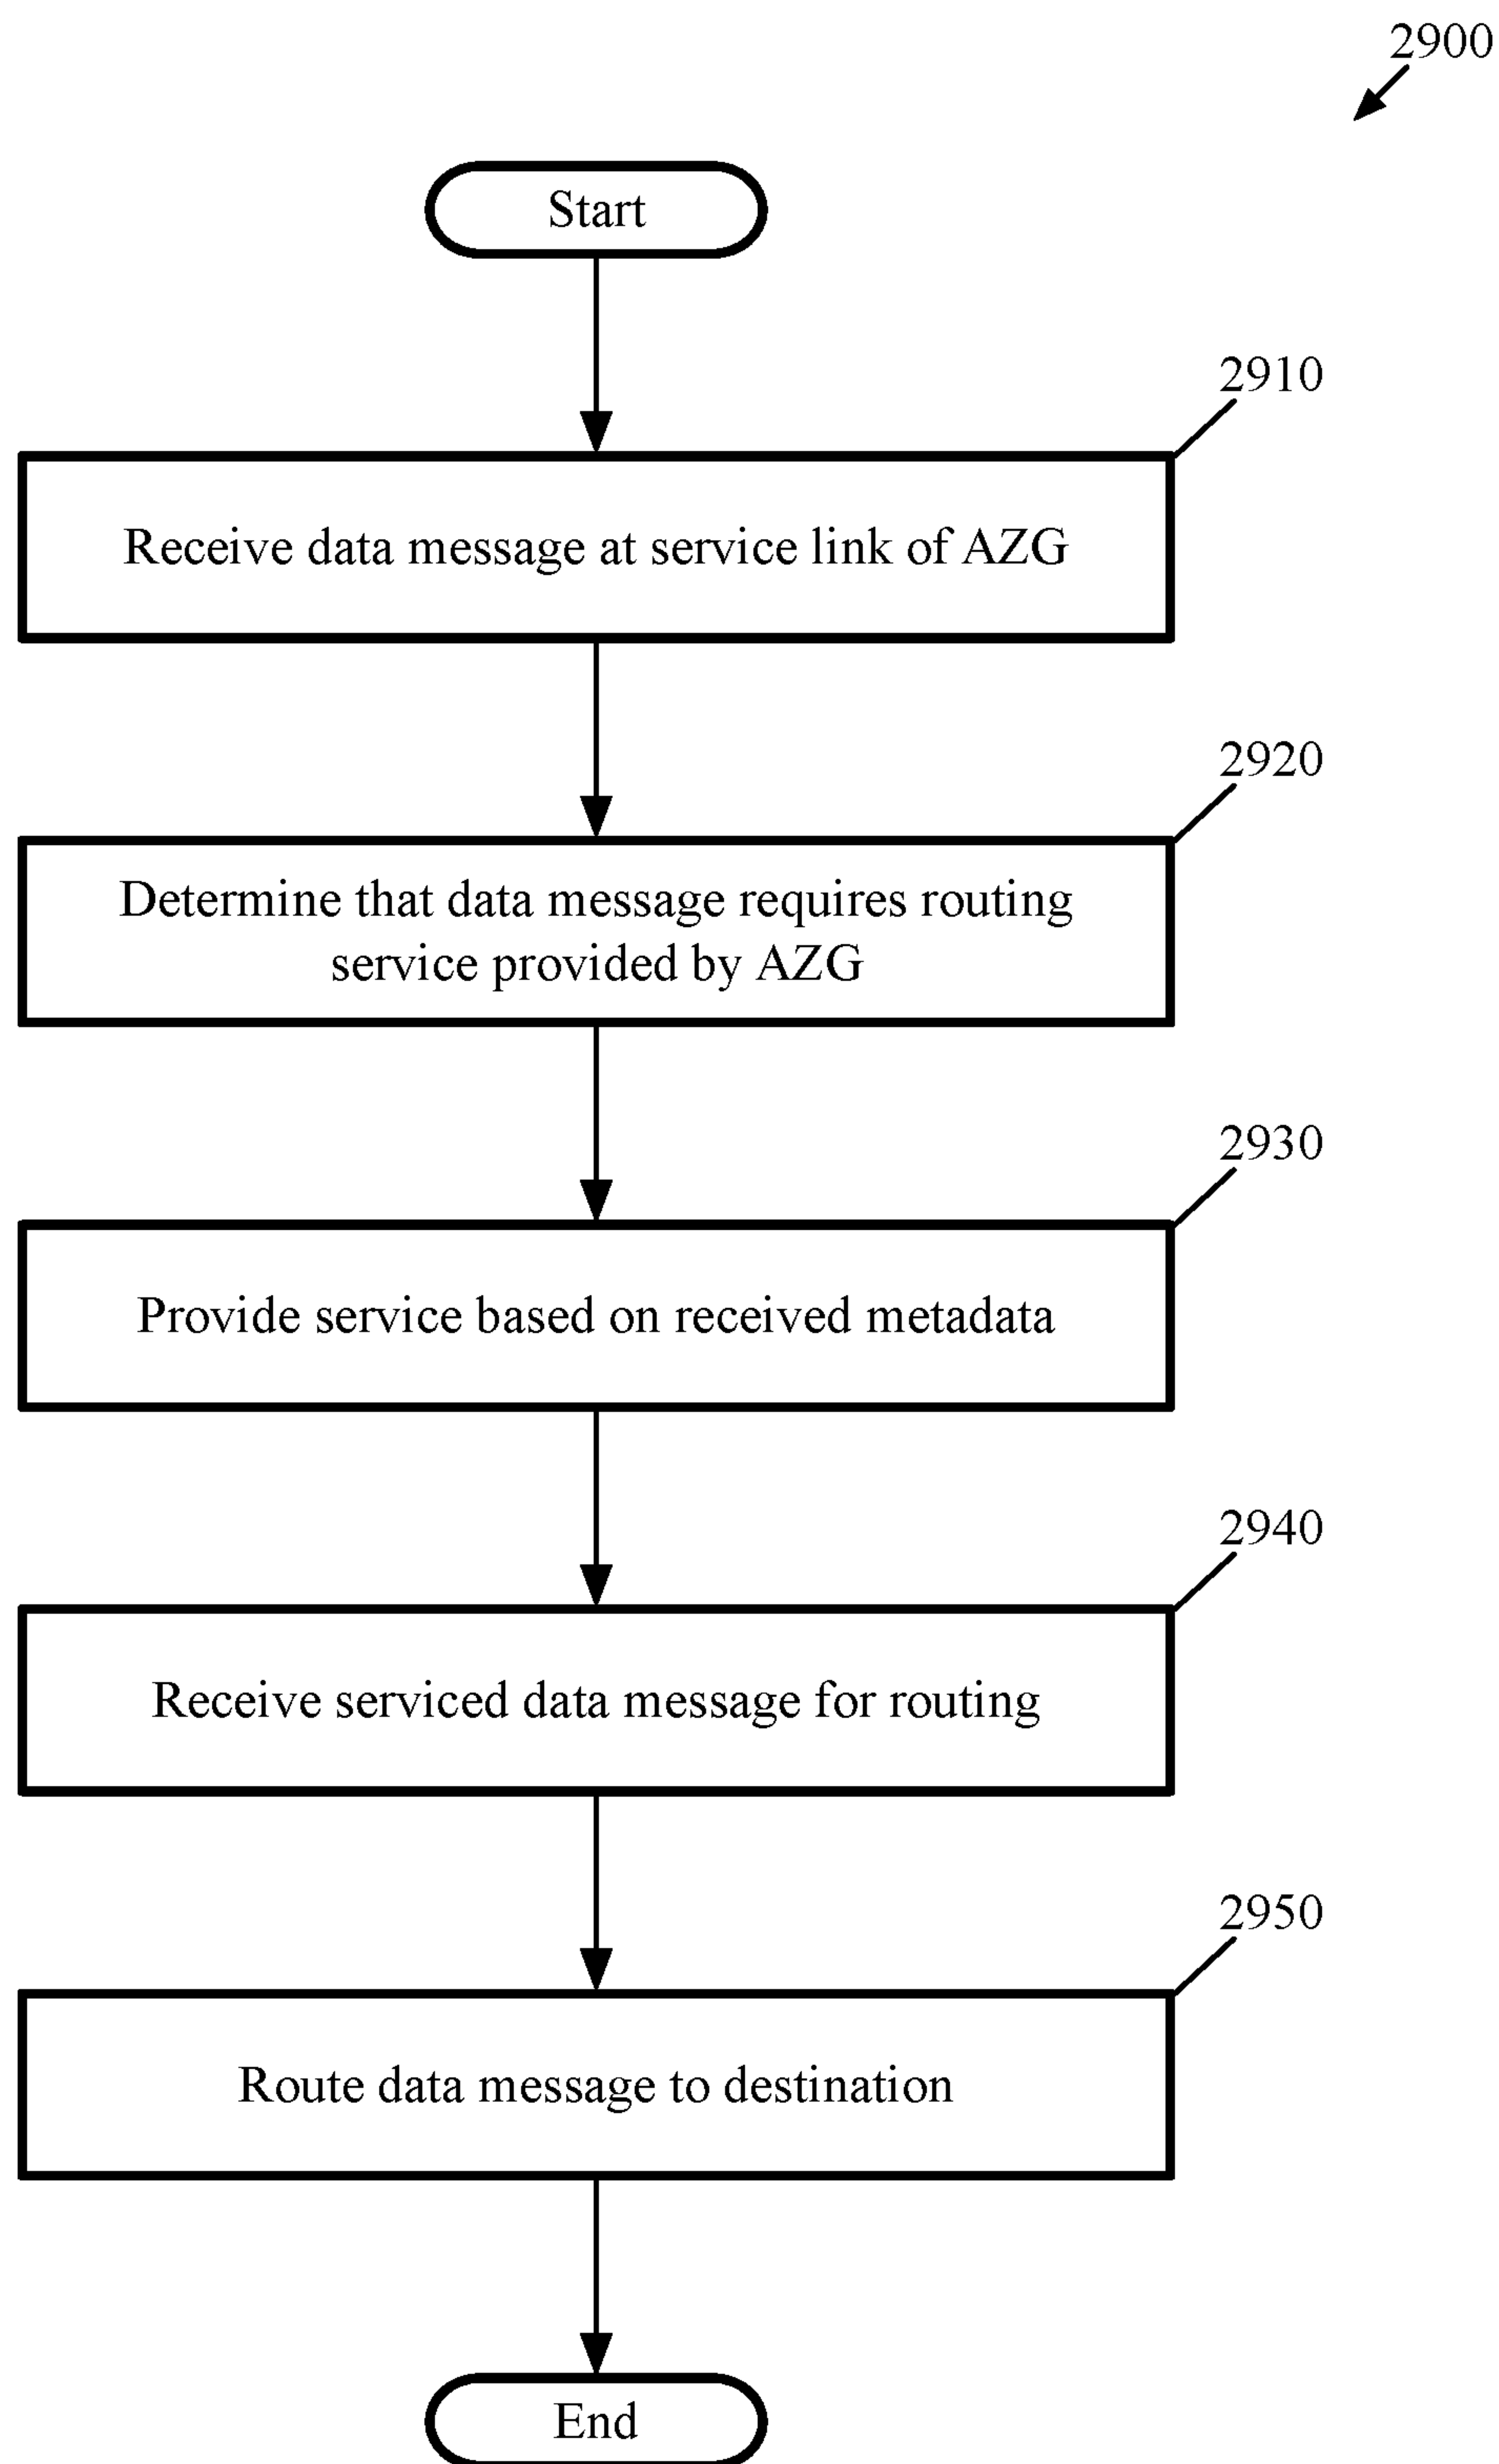 2900
Start
2910
Receive data message at service link of AZG
2920
Determine that data message requires routing
service provided by AZG
2930
Provide service based on received metadata
2940
Receive serviced data message for routing
2950
Route data message to destination
End